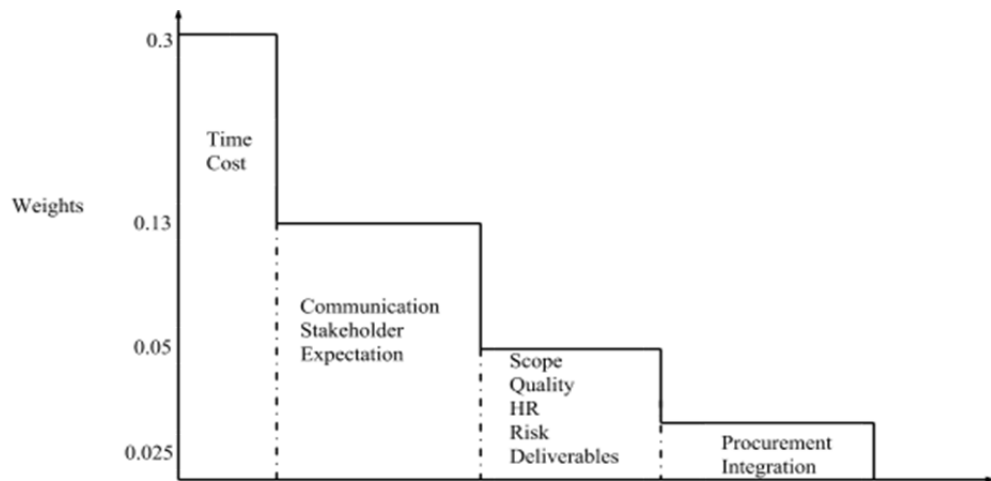 0.3
Time
Cost
Weights
0.13
Communication
Stakeholder
Expectation
0.05
Scope
Quality
HR
Risk
Deliverables
Procurement
0.025
Integration